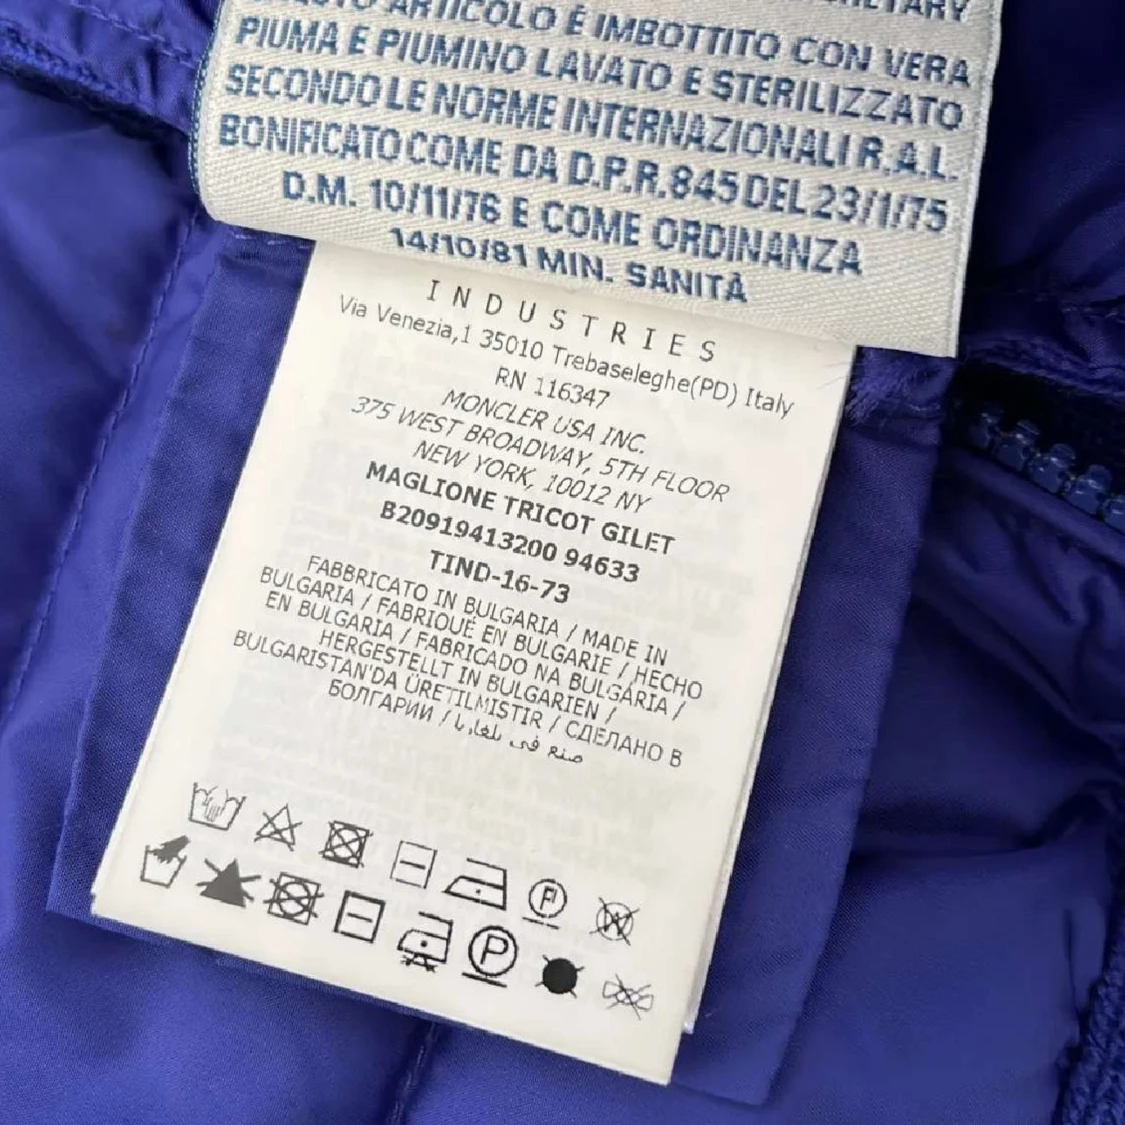 MILITARY
QUESTO ARTICOLO É IMBOTTITO CON VERA
PIUMA E PIUMINO LAVATO E STERILIZZATO
SECONDO LE NORME INTERNAZIONALI R.A.L.
BONIFICATO COME DA D.P.R. 845 DEL 23/1/75
D.M. 10/11/76 E COME ORDINANZA
14/10/81 MIN. SANITÀ
INDUSTRIES
Via Venezia,1 35010 Trebaseleghe(PD) Italy
RN 116347
MONCLER USA INC.
375 WEST BROADWAY, 5TH FLOOR
NEW YORK, 10012 NY
MAGLIONE TRICOT GILET
B20919413200 94633
TIND-16-73
FABBRICATO IN BULGARIA / MADE IN
BULGARIA / FABRIQUÉ EN BULGARIE / HECHO
EN BULGARIA / FABRICADO NA BULGÁRIA /
HERGESTELLT IN BULGARIEN /
BULGARISTAN'DA ÜRETILMISTIR / СДЕЛАНО В
БОЛГАРИИ / صنع في بلغاريا
P
W
P